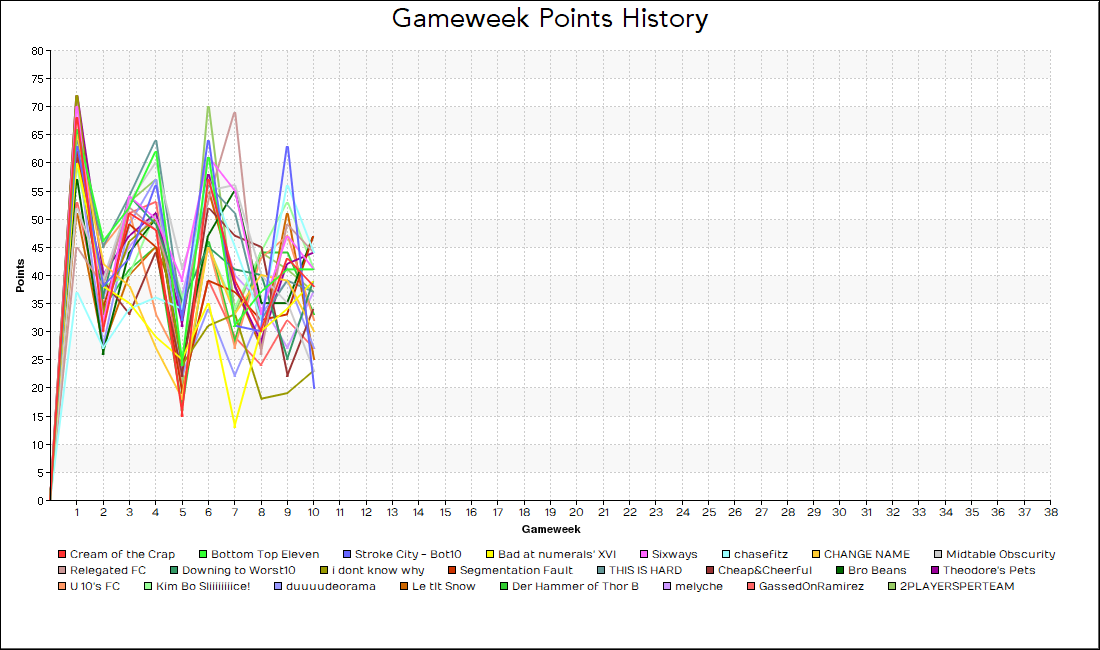 Gameweek Points History
80
75
70
65
60
55
50
45
40
35
30
25
20
15
10
5
0
Points
1 2 3 4 5 6 7 8 9 10 11 12 13 14 15 16 17 18 19 20 21 22 23 24 25 26 27 28 29 30 31 32 33 34 35 36 37 38
Gameweek
Cream of the Crap Bottom Top Eleven Stroke City - Bot10 Bad at numerals' XVI Sixways chasefitz CHANGE NAME Midtable Obscurity
Relegated FC Downing to Worst10 i dont know why Segmentation Fault THIS IS HARD Cheap&Cheerful Bro Beans Theodore's Pets
U10's FC Kim Bo Sliiiiiiiice! duuuudeorama Le tit Snow Der Hammer of Thor B melyche GassedOnRamirez 2PLAYERSPERTEAM